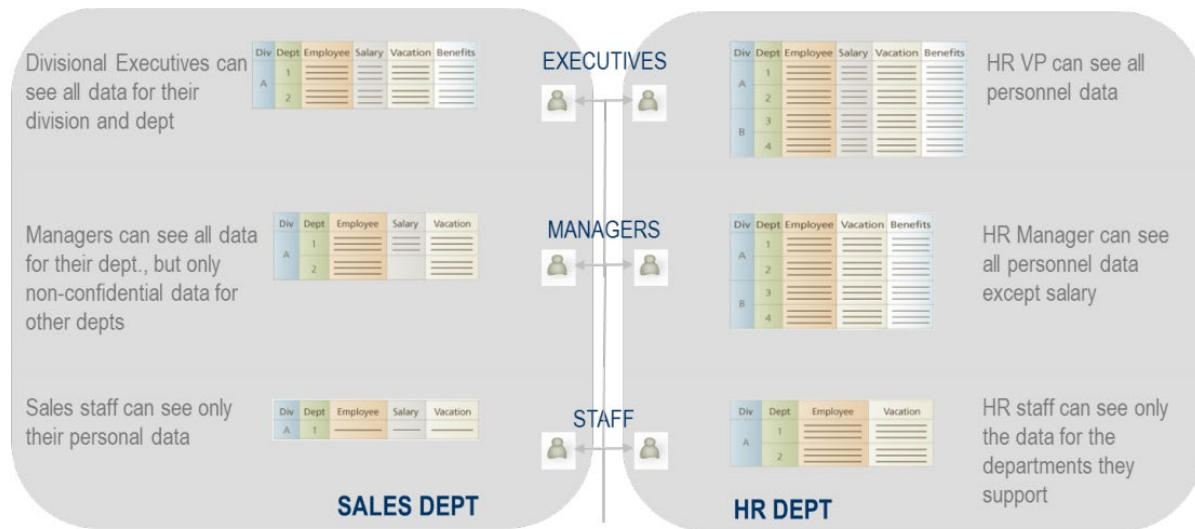 Divisional Executives can
see all data for their
division and dept
Div Dept Employee Salary Vacation Benefits
A
1
2
EXECUTIVES
Div Dept Employee Salary Vacation Benefits
A
1
2
B
3
4
HR VP can see all
personnel data
Managers can see all data
for their dept., but only
non-confidential data for
other depts
Div Dept Employee Salary Vacation
A
1
2
MANAGERS
Div Dept Employee Vacation Benefits
A
1
2
B
3
4
HR Manager can see
all personnel data
except salary
Sales staff can see only
their personal data
Div Dept Employee Salary Vacation
A 1
STAFF
Div Dept Employee Vacation
A
1
2
HR staff can see only
the data for the
departments they
support
SALES DEPT
HR DEPT